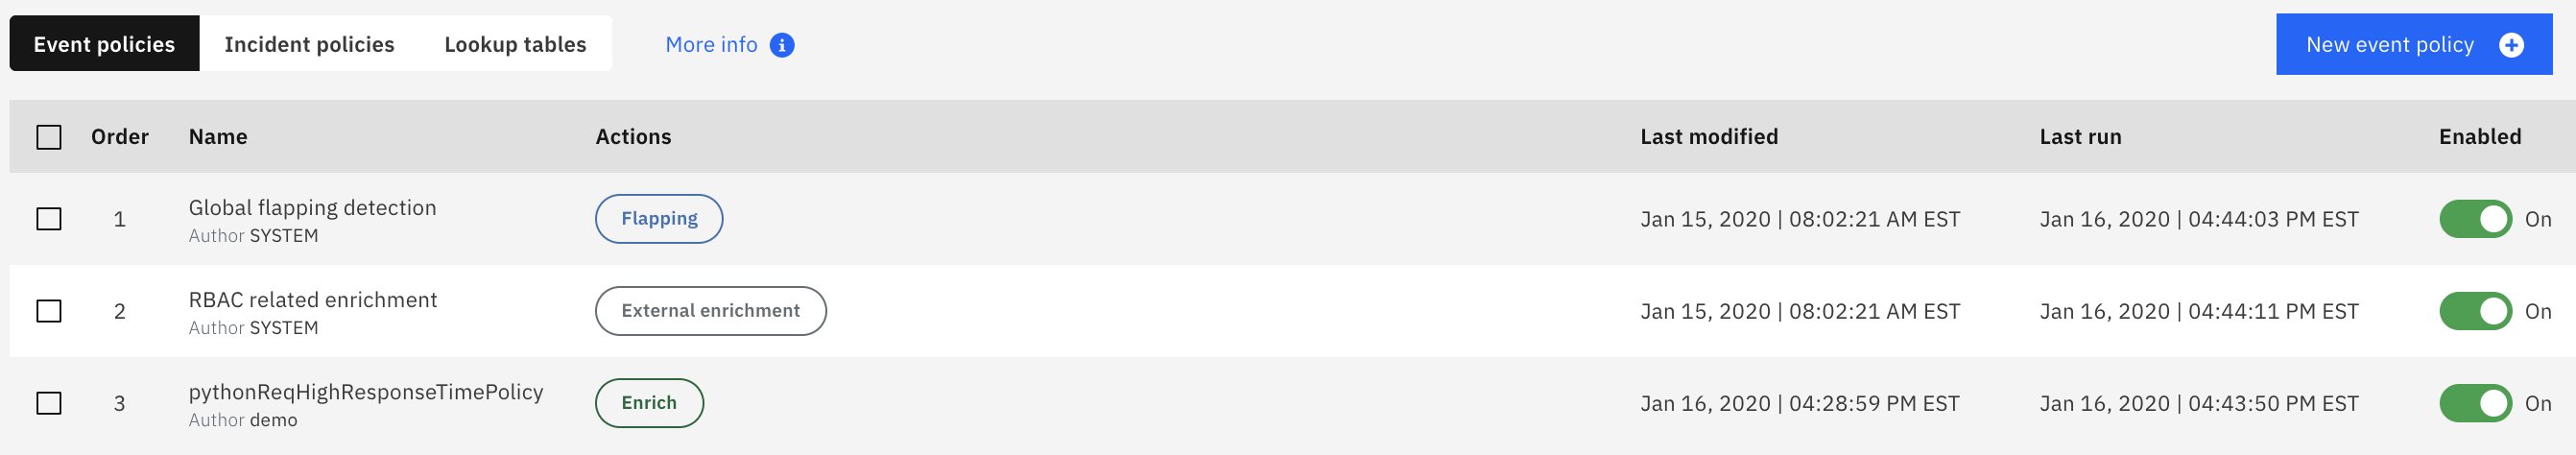 Event policies Incident policies Lookup tables More info New event policy
Order Name Actions Last modified Last run Enabled
1 Global flapping detection Flapping Jan 15, 2020 | 08:02:21 AM EST Jan 16, 2020 | 04:44:03 PM EST On
Author SYSTEM
2 RBAC related enrichment External enrichment Jan 15, 2020 | 08:02:21 AM EST Jan 16, 2020 | 04:44:11 PM EST On
Author SYSTEM
3 pythonReqHighResponseTimePolicy Enrich Jan 16, 2020 | 04:28:59 PM EST Jan 16, 2020 | 04:43:50 PM EST On
Author demo